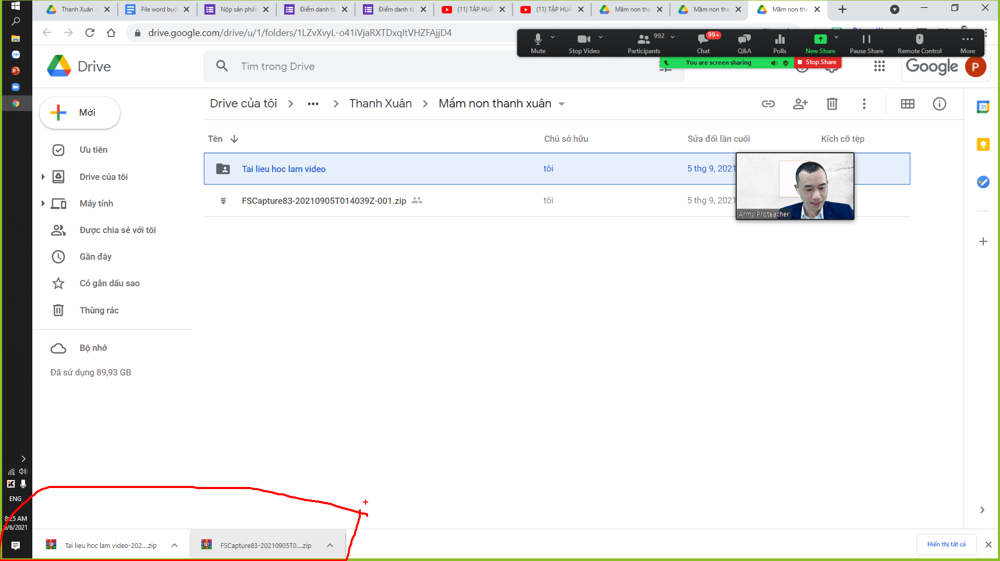 Thanh Xuân -
File word buổ
Nộp sản phẩn
Điểm danh tậ
Điểm danh tậ
(11) TẬP HUẤ
(11) TẬP HUẤ
Mầm non tha
Mầm non tha
Mầm non tha
drive.google.com/drive/u/1/folders/1LZvXvyL-o41iVjaRXTDxqItVHZFAjjD4
Mute
Stop Video
992
Participants
99+
Chat
Q&A
Polls
New Share
Pause Share
Remote Control
More
You are screen sharing
Stop Share
Drive
Tìm trong Drive
Google
P
Mới
Drive của tôi > ... > Thanh Xuân > Mầm non thanh xuân
31
Tên
Chủ sở hữu
Sửa đổi lần cuối
Kích cỡ tệp
Tai lieu hoc lam video
tôi
5 thg 9, 2021
FSCapture83-20210905T014039Z-001.zip
tôi
5 thg 9, 2021
Army Proteacher
Ưu tiên
Drive của tôi
Máy tính
Được chia sẻ với tôi
Gần đây
Có gắn dấu sao
Thùng rác
Bộ nhớ
Đã sử dụng 89,93 GB
ENG
8:25 AM
9/6/2021
Tai lieu hoc lam video-202....zip
FSCapture83-20210905T0....zip
Hiển thị tất cả